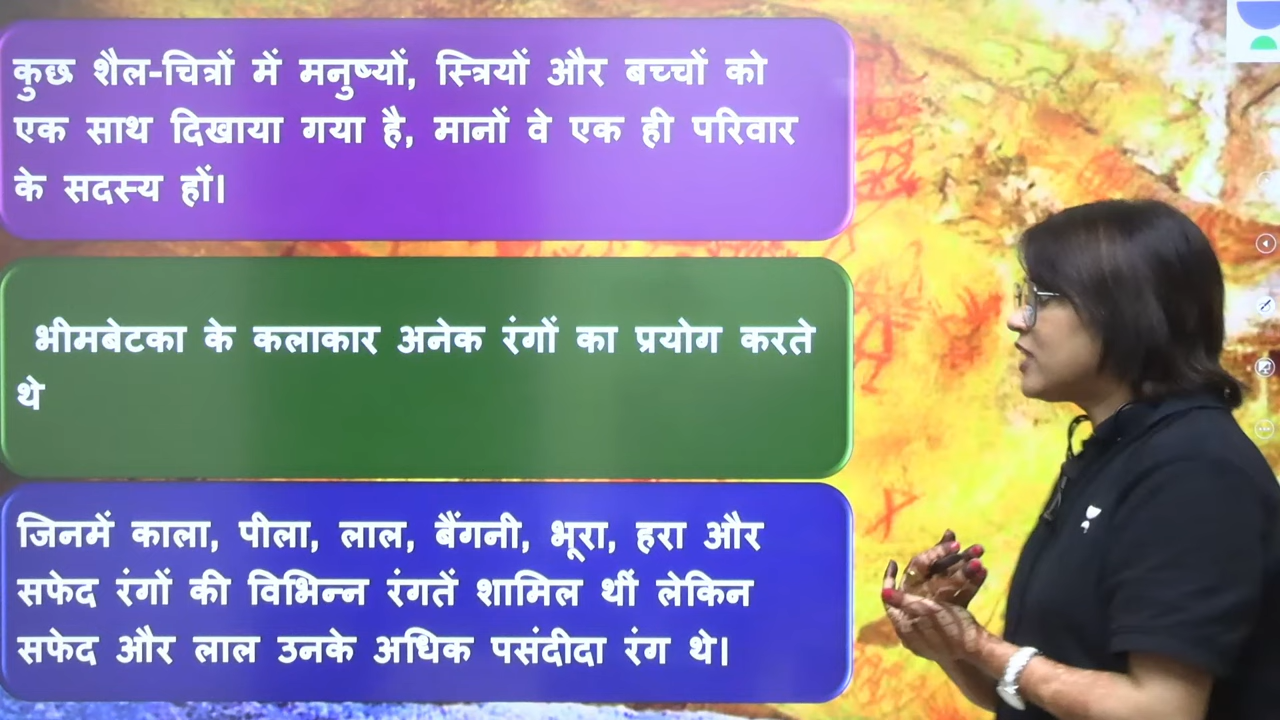 कुछ शैल-चित्रों में मनुष्यों, स्त्रियों और बच्चों को
एक साथ दिखाया गया है, मानों वे एक ही परिवार
के सदस्य हों।
भीमबेटका के कलाकार अनेक रंगों का प्रयोग करते
थे
जिनमें काला, पीला, लाल, बैंगनी, भूरा, हरा और
सफेद रंगों की विभिन्न रंगतें शामिल थीं लेकिन
सफेद और लाल उनके अधिक पसंदीदा रंग थे।